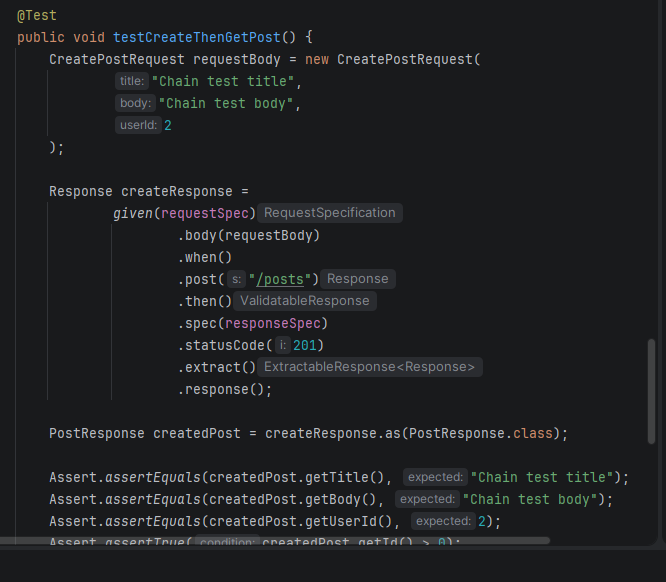 @Test
public void testCreateThenGetPost() {
CreatePostRequest requestBody = new CreatePostRequest(
title: "Chain test title",
body: "Chain test body",
userId: 2
);
Response createResponse =
given(requestSpec) RequestSpecification
.body(requestBody)
.when()
.post( s: "/posts") Response
.then() ValidatableResponse
.spec(responseSpec)
.statusCode( i: 201)
.extract() ExtractableResponse<Response>
.response();
PostResponse createdPost = createResponse.as(PostResponse.class);
Assert.assertEquals(createdPost.getTitle(), expected: "Chain test title");
Assert.assertEquals(createdPost.getBody(), expected: "Chain test body");
Assert.assertEquals(createdPost.getUserId(), expected: 2);
Assert.assertTrue( condition: createdPost.getId() > 0);